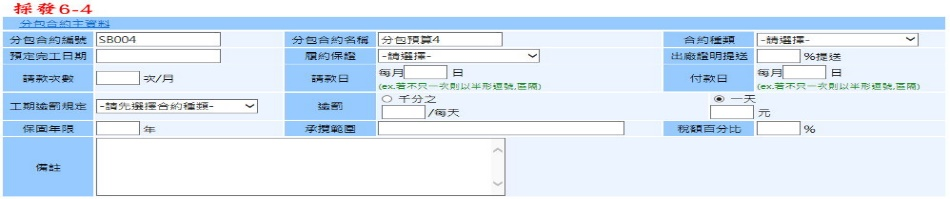 採發6-4
分包合約主資料
分包合約編號 SB004 分包合約名稱 分包預算4 合約種類 -請選擇-
預定完工日期 履約保證 -請選擇- 出廠證明提送 %提送
請款次數 次/月 請款日 每月 日 (ex.若不只一次則以半形逗號,區隔) 付款日 每月 日 (ex.若不只一次則以半形逗號,區隔)
工期逾罰規定 -請先選擇合約種類- 逾罰 千分之 /每天 一天 元
保固年限 年 承攬範圍 稅額百分比 %
備註